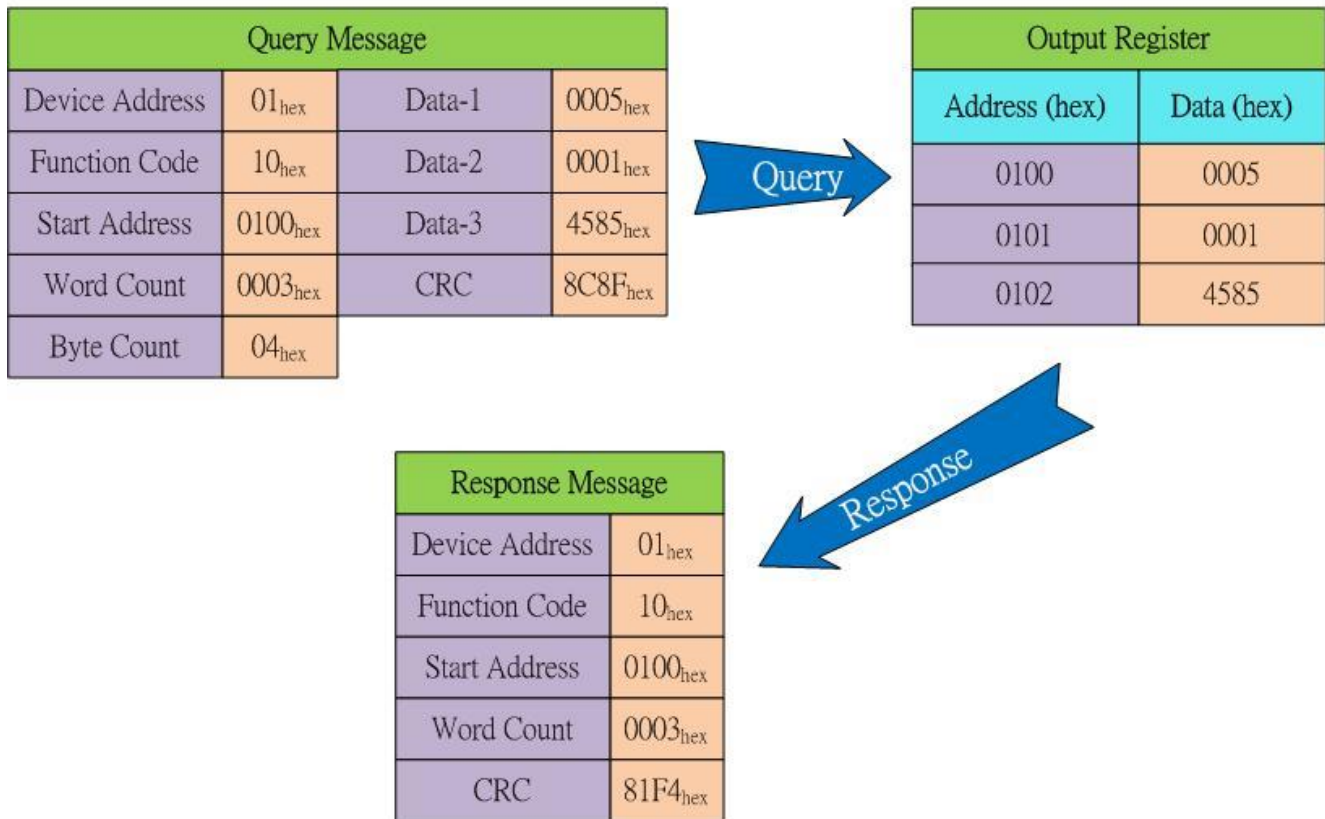 Query Message
Device Address 01hex Data-1 0005hex
Function Code 10hex Data-2 0001hex
Start Address 0100hex Data-3 4585hex
Word Count 0003hex CRC 8C8Fhex
Byte Count 04hex
Query
Output Register
Address (hex) Data (hex)
0100 0005
0101 0001
0102 4585
Response
Response Message
Device Address 01hex
Function Code 10hex
Start Address 0100hex
Word Count 0003hex
CRC 81F4hex